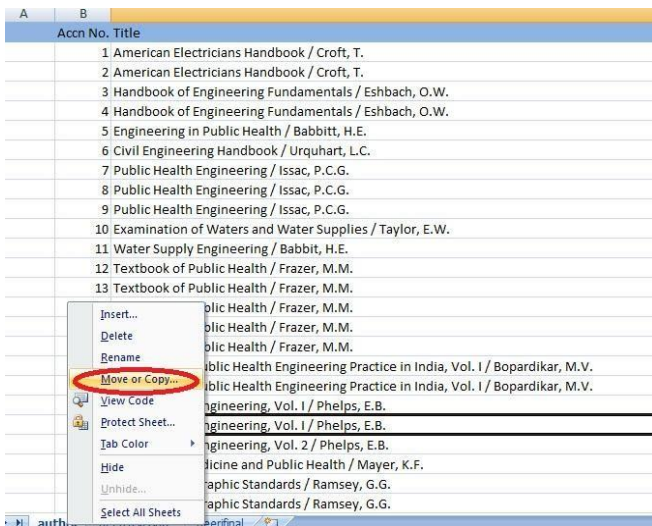 A B
Accn No. Title
1 American Electricians Handbook / Croft, T.
2 American Electricians Handbook / Croft, T.
3 Handbook of Engineering Fundamentals / Eshbach, O.W.
4 Handbook of Engineering Fundamentals / Eshbach, O.W.
5 Engineering in Public Health / Babbitt, H.E.
6 Civil Engineering Handbook / Urquhart, L.C.
7 Public Health Engineering / Issac, P.C.G.
8 Public Health Engineering / Issac, P.C.G.
9 Public Health Engineering / Issac, P.C.G.
10 Examination of Waters and Water Supplies / Taylor, E.W.
11 Water Supply Engineering / Babbit, H.E.
12 Textbook of Public Health / Frazer, M.M.
13 Textbook of Public Health / Frazer, M.M.
Insert... blic Health / Frazer, M.M.
Delete blic Health / Frazer, M.M.
Rename blic Health / Frazer, M.M.
Move or Copy... ublic Health Engineering Practice in India, Vol. I / Bopardikar, M.V.
View Code ublic Health Engineering Practice in India, Vol. I / Bopardikar, M.V.
ngineering, Vol. I / Phelps, E.B.
Protect Sheet... ngineering, Vol. I / Phelps, E.B.
Tab Color ngineering, Vol. 2 / Phelps, E.B.
Hide dicine and Public Health / Mayer, K.F.
Unhide... raphic Standards / Ramsey, G.G.
Select All Sheets raphic Standards / Ramsey, G.G.
auth